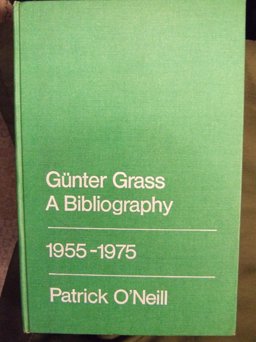 Günter Grass
A Bibliography
1955-1975
Patrick O'Neill